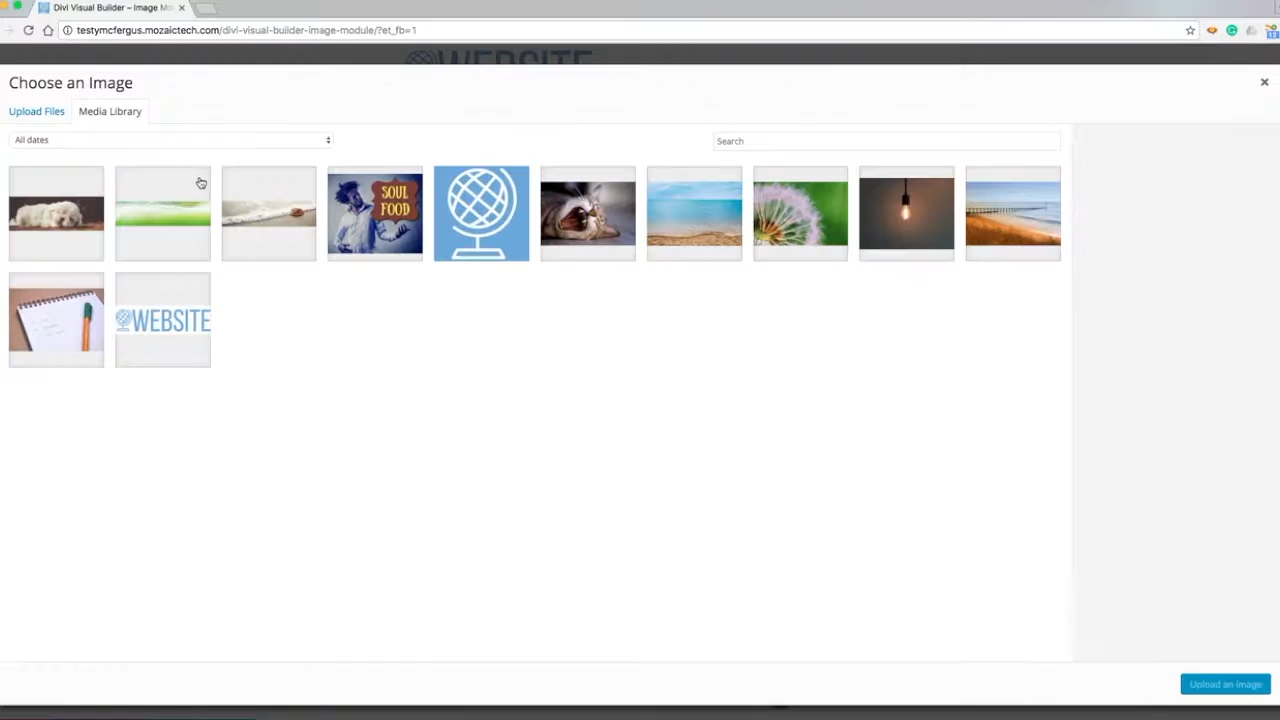 Divi Visual Builder – Image Mo
testymcfergus.mozaictech.com/divi-visual-builder-image-module/?et_fb=1
WEBSITE
Choose an Image
Upload Files
Media Library
All dates
Search
SOUL
FOOD
WEBSITE
Upload an image